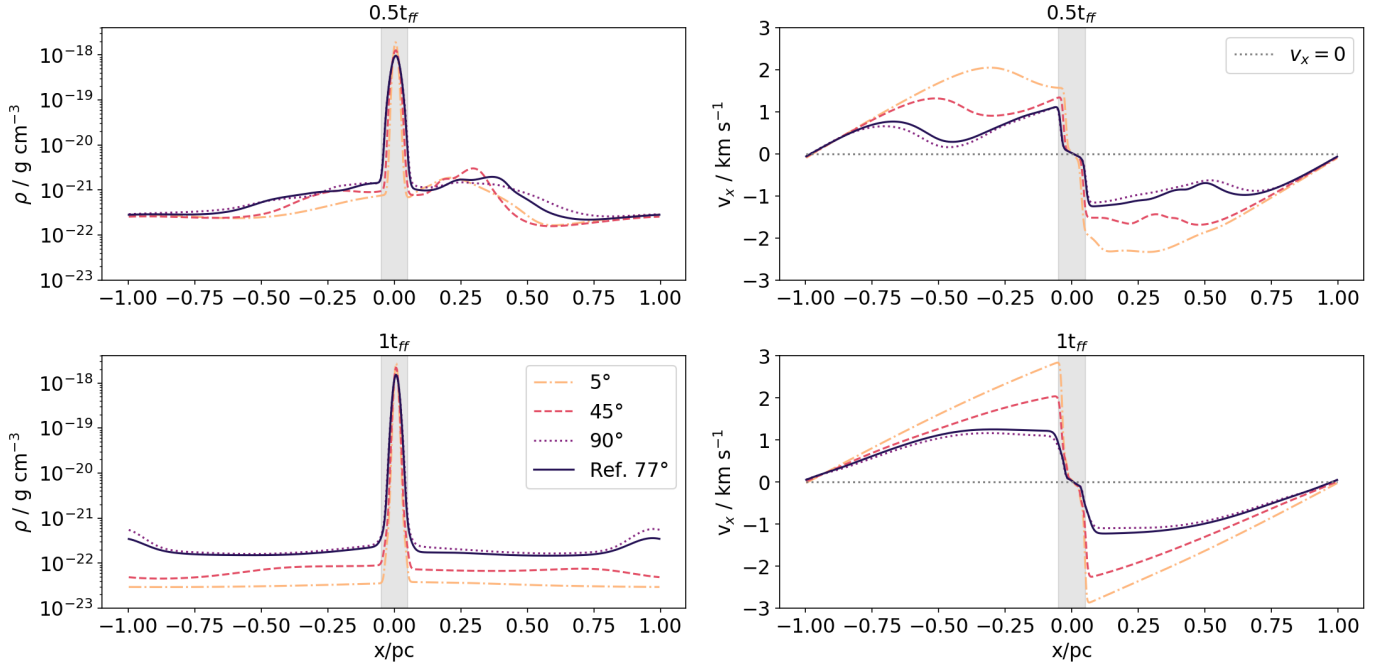 0.5t_ff
ρ / g cm⁻³
10⁻¹⁸
10⁻¹⁹
10⁻²⁰
10⁻²¹
10⁻²²
10⁻²³
−1.00 −0.75 −0.50 −0.25 0.00 0.25 0.50 0.75 1.00
0.5t_ff
v_x / km s⁻¹
3
2
1
0
−1
−2
−3
v_x = 0
−1.00 −0.75 −0.50 −0.25 0.00 0.25 0.50 0.75 1.00
1t_ff
ρ / g cm⁻³
10⁻¹⁸
10⁻¹⁹
10⁻²⁰
10⁻²¹
10⁻²²
10⁻²³
5°
45°
90°
Ref. 77°
−1.00 −0.75 −0.50 −0.25 0.00 0.25 0.50 0.75 1.00
x/pc
1t_ff
v_x / km s⁻¹
3
2
1
0
−1
−2
−3
−1.00 −0.75 −0.50 −0.25 0.00 0.25 0.50 0.75 1.00
x/pc